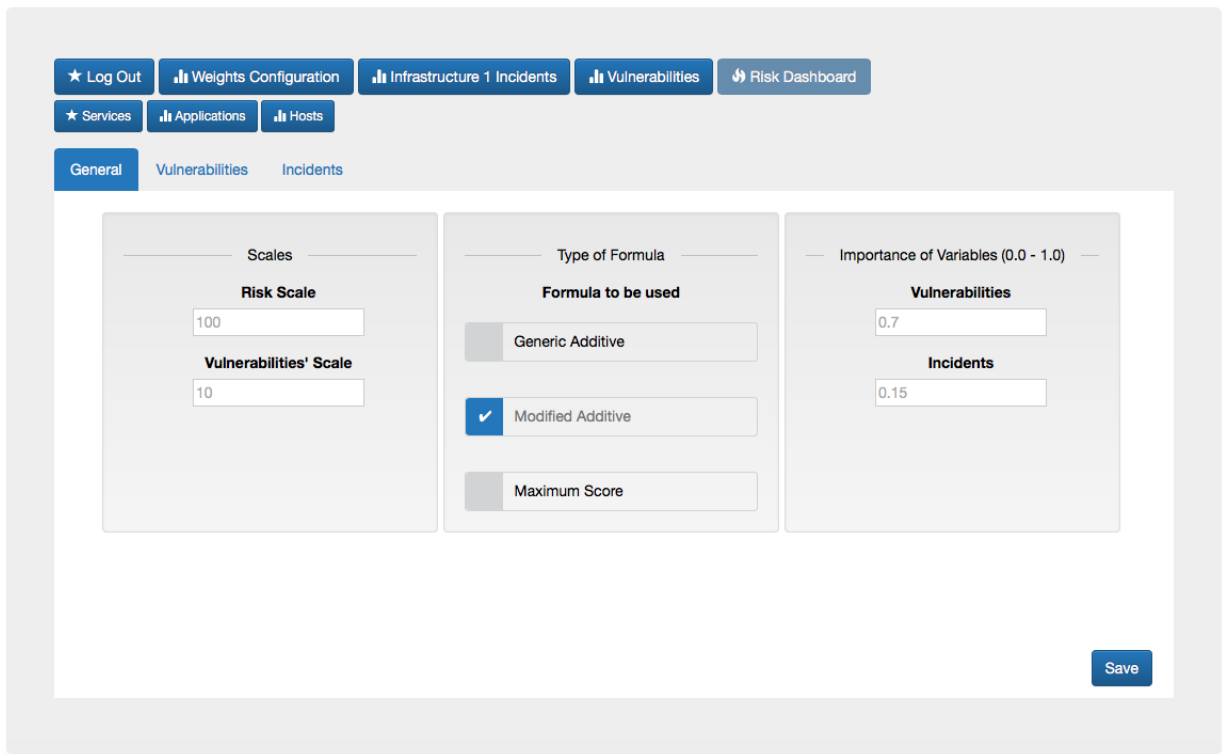 Log Out Weights Configuration Infrastructure 1 Incidents Vulnerabilities Risk Dashboard
Services Applications Hosts
General Vulnerabilities Incidents
Scales
Risk Scale
100
Vulnerabilities' Scale
10
Type of Formula
Formula to be used
Generic Additive
Modified Additive
Maximum Score
Importance of Variables (0.0 - 1.0)
Vulnerabilities
0.7
Incidents
0.15
Save